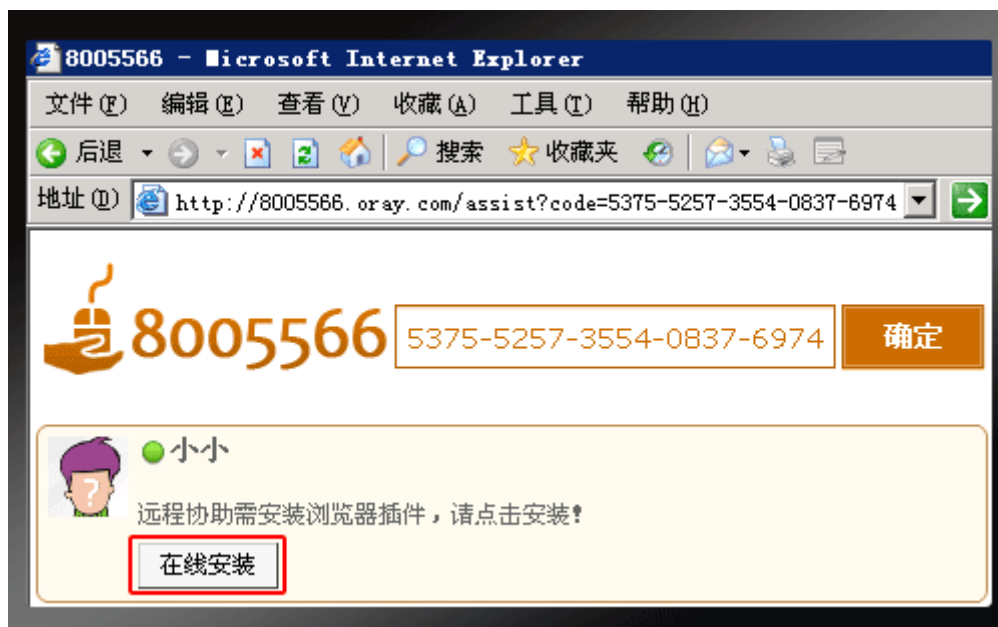 8005566 - Microsoft Internet Explorer
文件(F) 编辑(E) 查看(V) 收藏(A) 工具(T) 帮助(H)
后退 搜索 收藏夹
地址(D) http://8005566.oray.com/assist?code=5375-5257-3554-0837-6974
8005566 5375-5257-3554-0837-6974 确定
小小
?
远程协助需安装浏览器插件，请点击安装!
在线安装